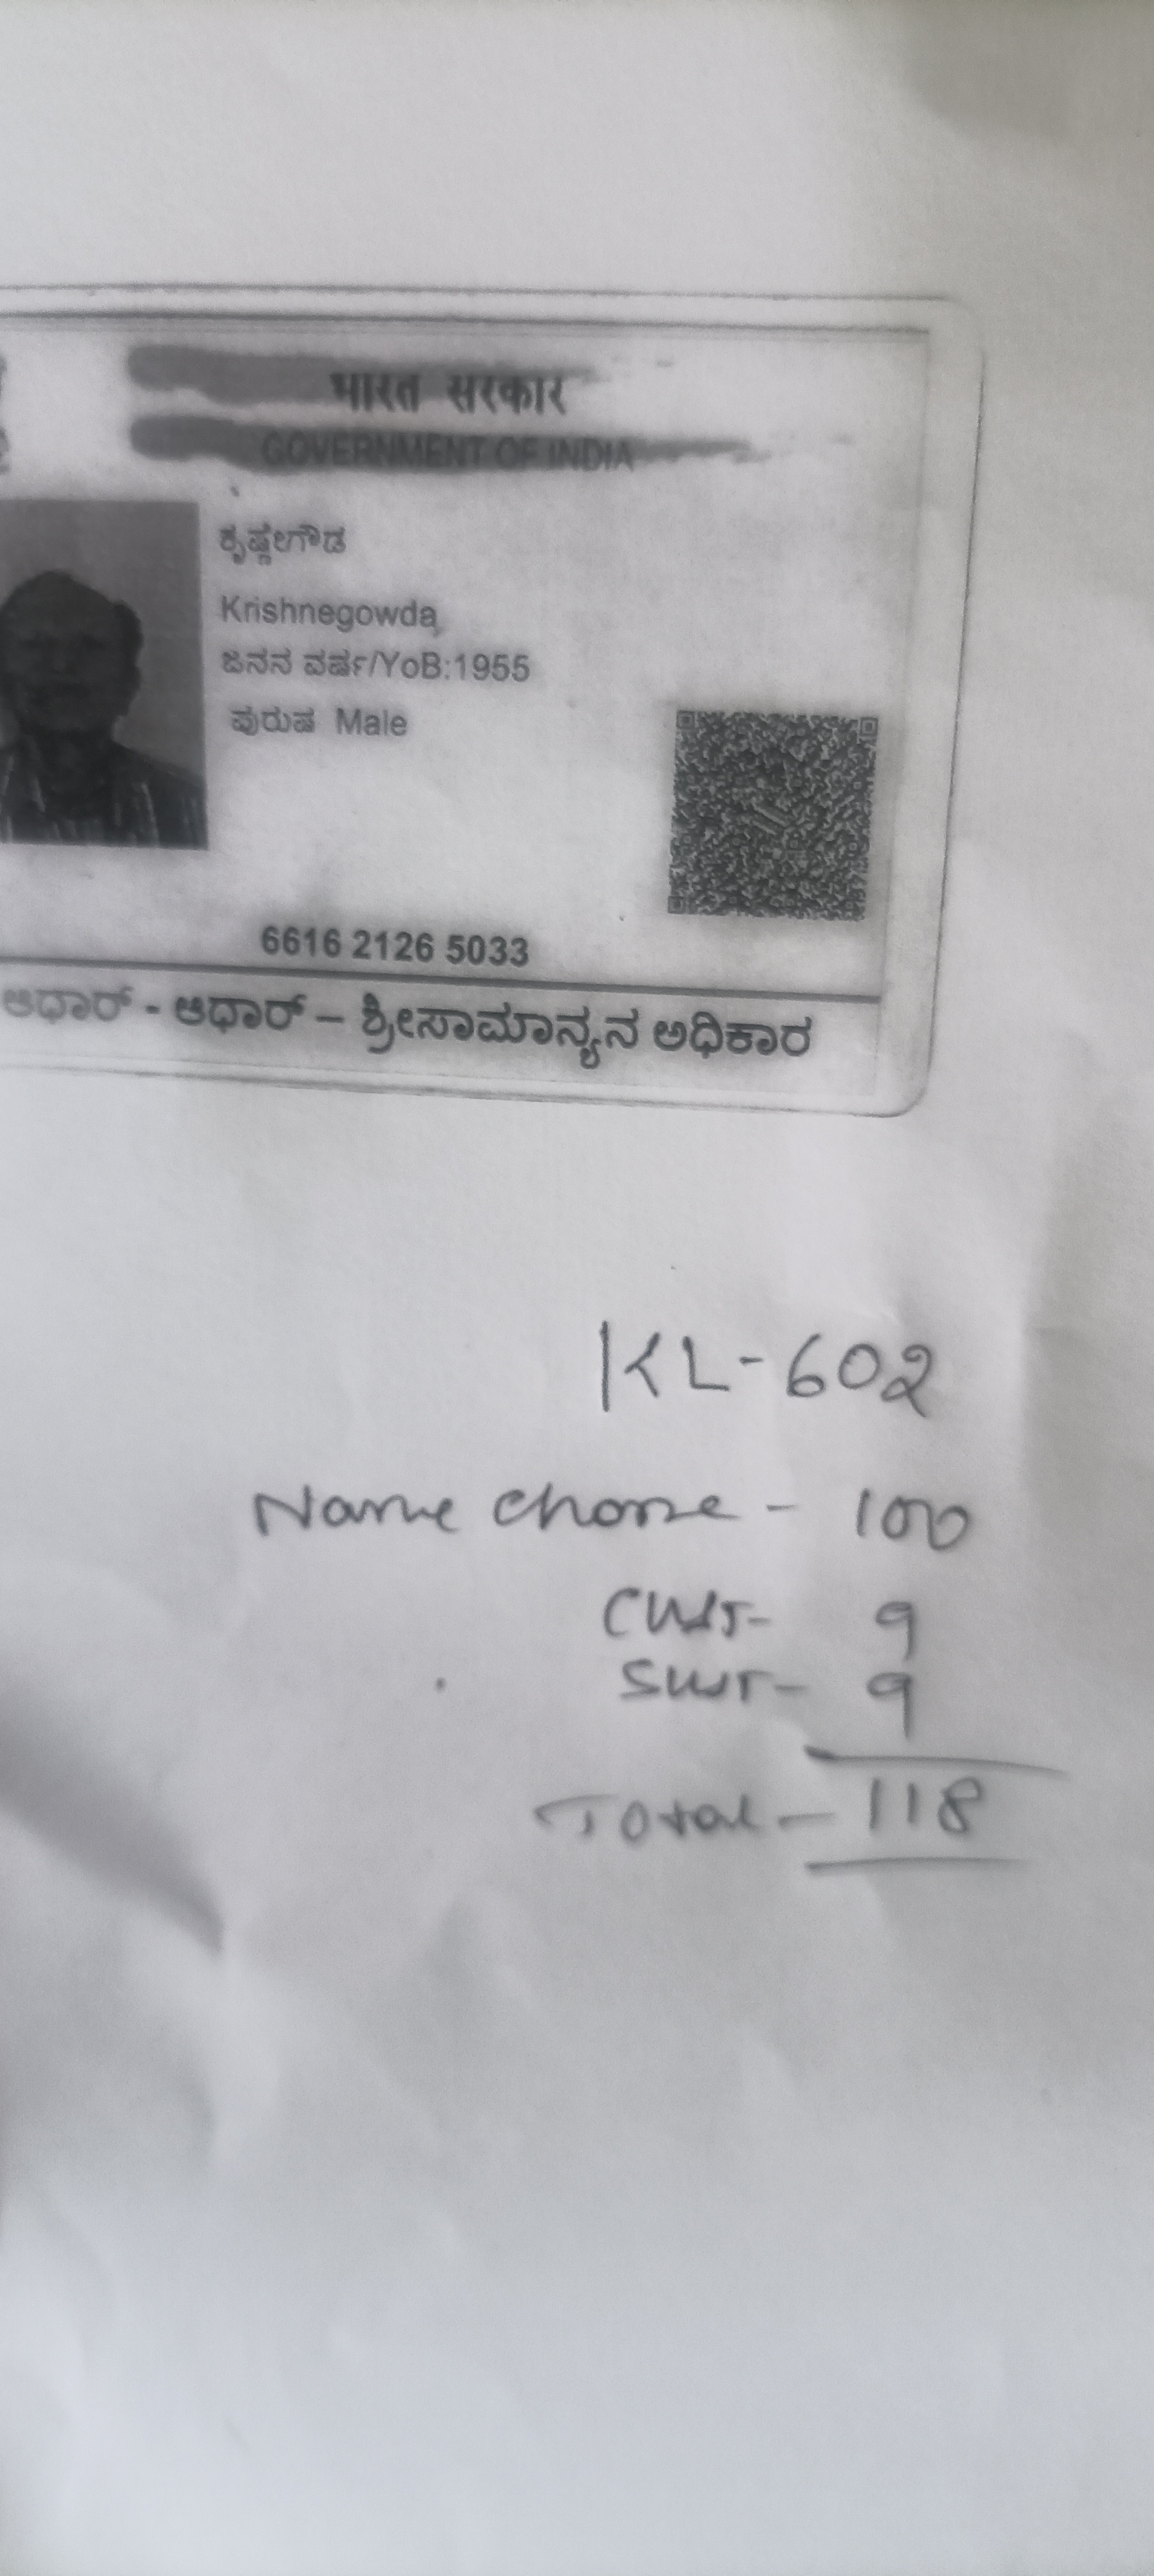 भारत सरकार
GOVERNMENT OF INDIA
ಕೃಷ್ಣೇಗೌಡ
Krishnegowda
ಜನನ ವರ್ಷ/YoB:1955
ಪುರುಷ Male
6616 2126 5033
ಆಧಾರ್ - ಆಧಾರ್ – ಶ್ರೀಸಾಮಾನ್ಯನ ಅಧಿಕಾರ
KL-602
Name - 100
9
9
Total - 118